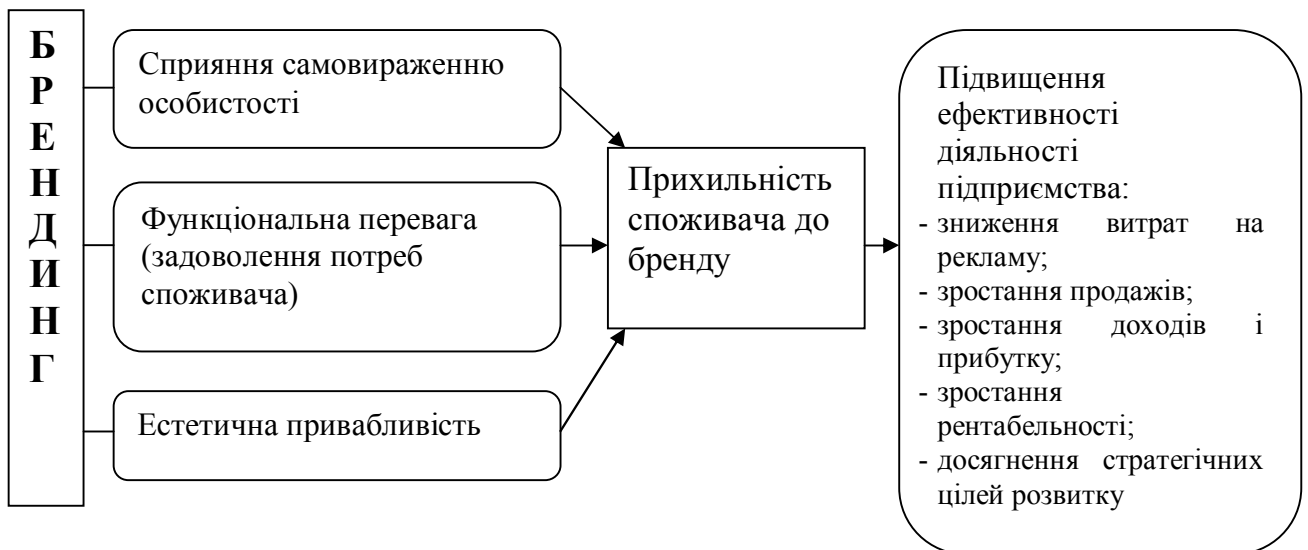 БРЕНДИНГ
Сприяння самовираженню
особистості
Функціональна перевага
(задоволення потреб
споживача)
Естетична привабливість
Прихильність
споживача до
бренду
Підвищення
ефективності
діяльності
підприємства:
- зниження витрат на
рекламу;
- зростання продажів;
- зростання доходів і
прибутку;
- зростання
рентабельності;
- досягнення стратегічних
цілей розвитку